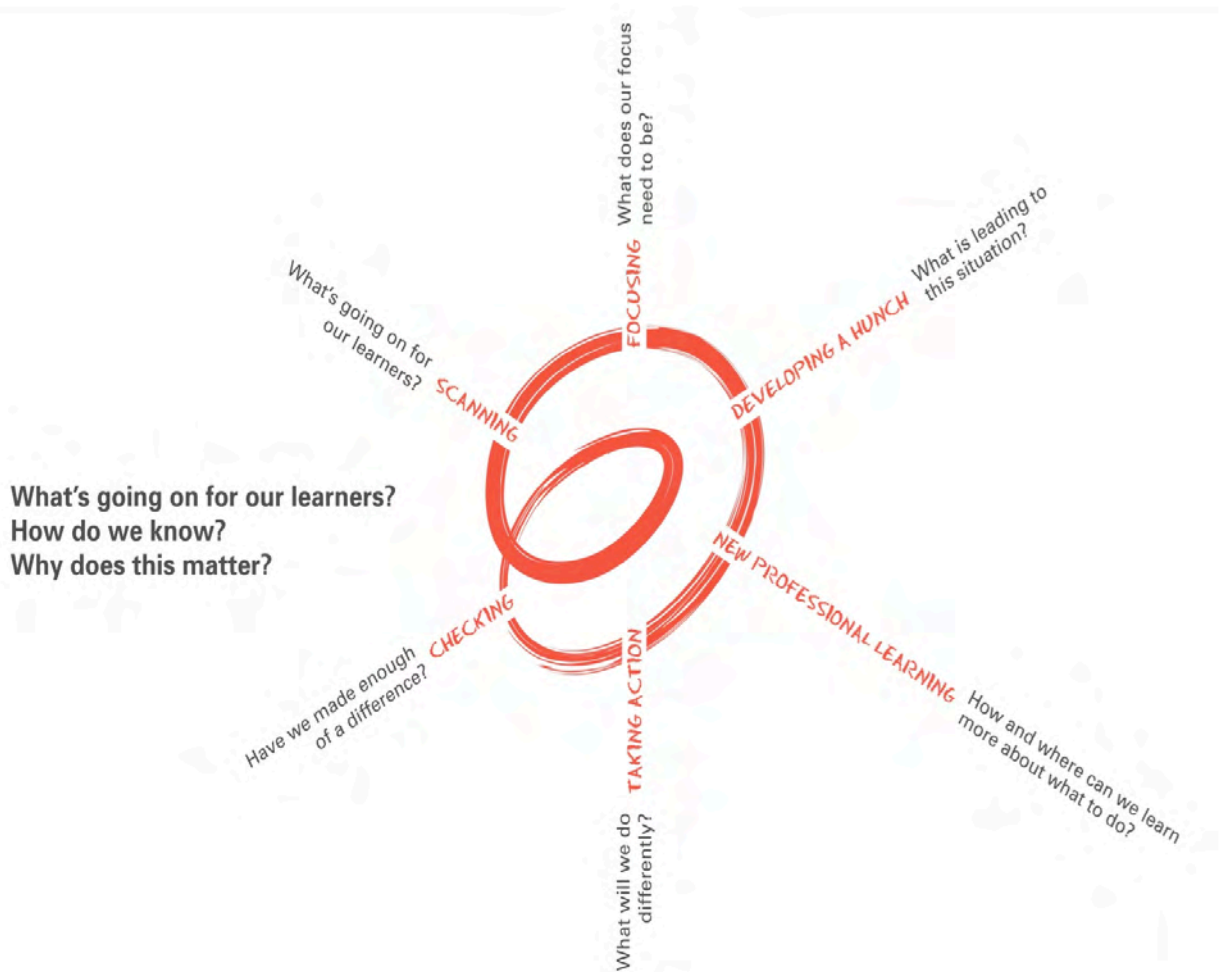 What does our focus
need to be?
FOCUSING
What is leading to
this situation?
DEVELOPING A HUNCH
What's going on for
our learners?
SCANNING
What's going on for our learners?
How do we know?
Why does this matter?
NEW PROFESSIONAL LEARNING
How and where can we learn
more about what to do?
CHECKING
Have we made enough
of a difference?
TAKING ACTION
What will we do
differently?